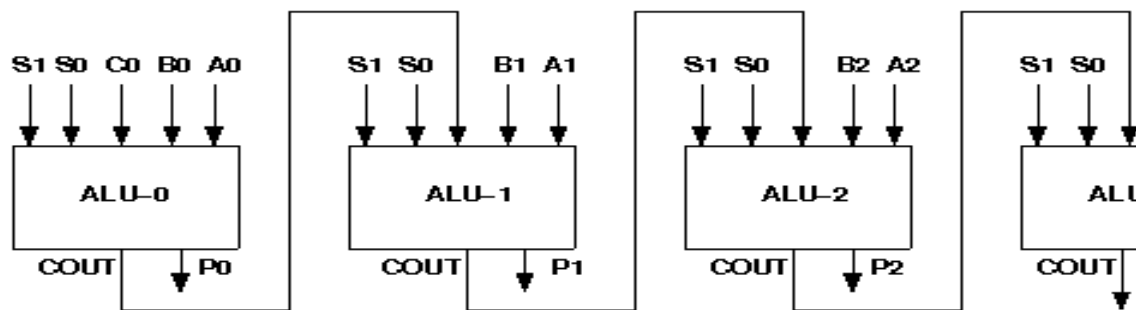 S1 S0 C0 B0 A0 S1 S0 B1 A1 S1 S0 B2 A2 S1 S0
ALU-0 ALU-1 ALU-2 ALU
COUT P0 COUT P1 COUT P2 COUT